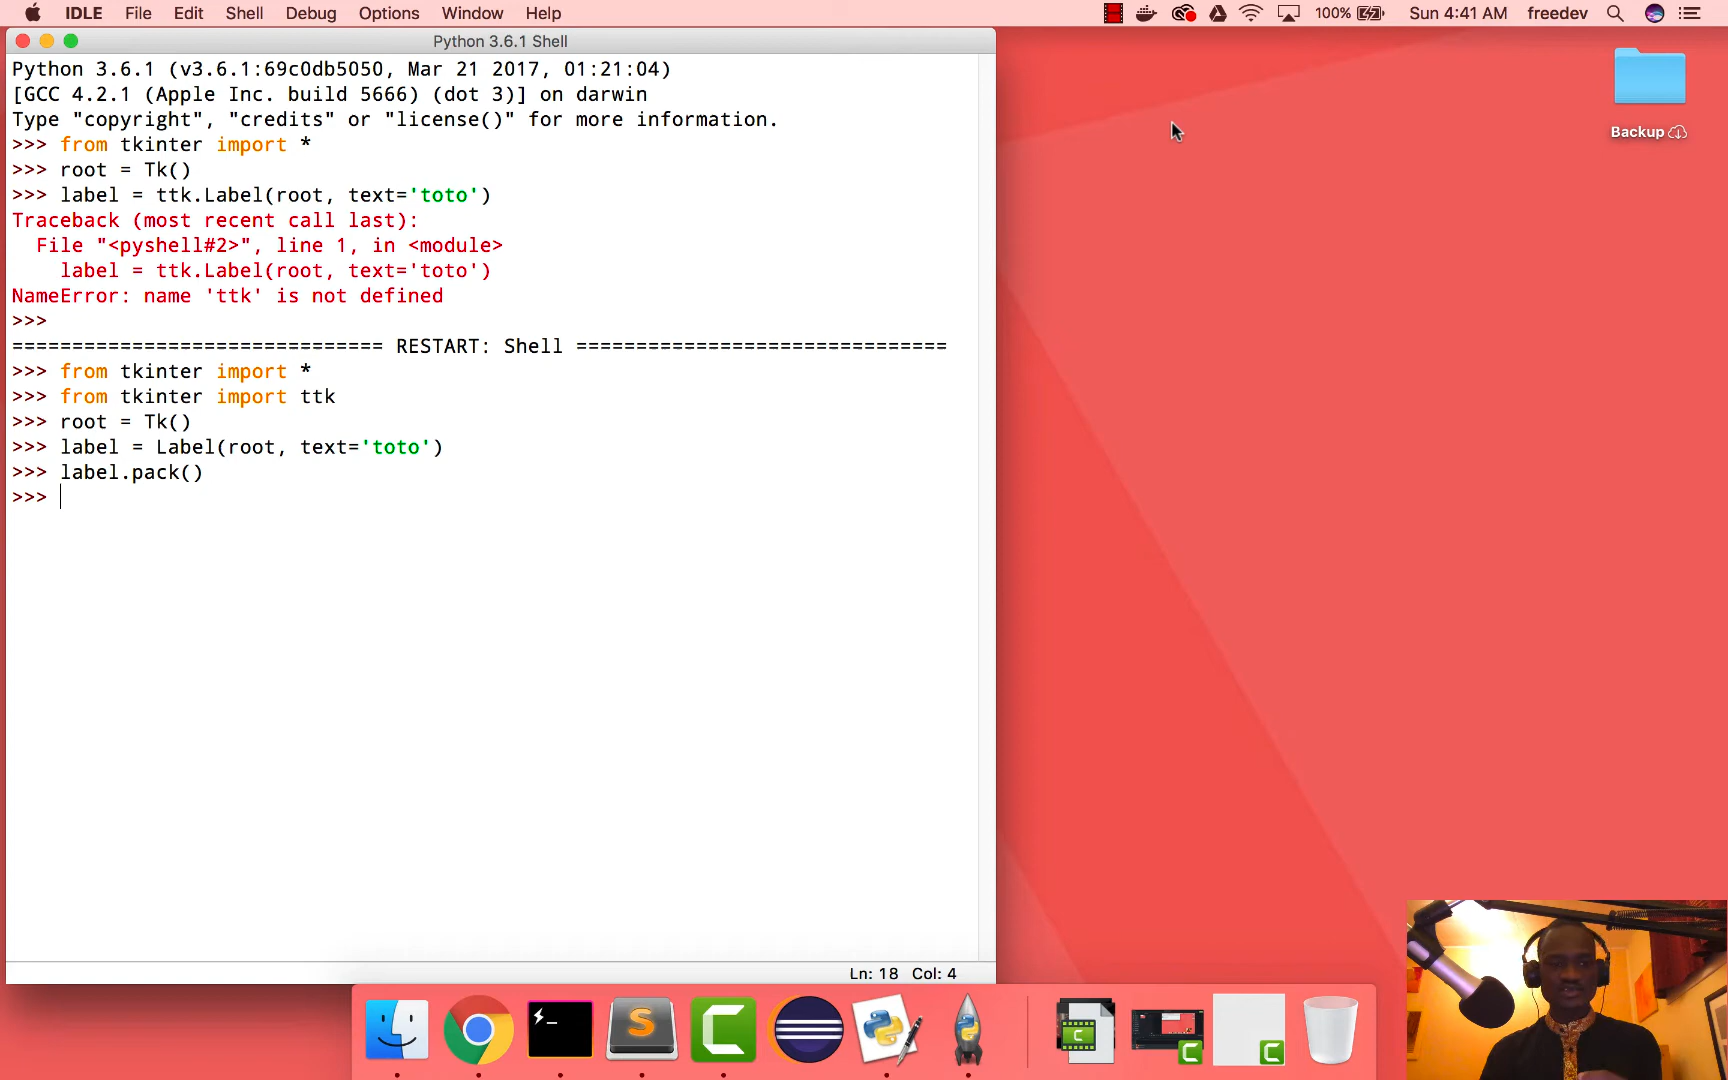 IDLE File Edit Shell Debug Options Window Help 100% Sun 4:41 AM freedev
Python 3.6.1 Shell
Python 3.6.1 (v3.6.1:69c0db5050, Mar 21 2017, 01:21:04)
[GCC 4.2.1 (Apple Inc. build 5666) (dot 3)] on darwin
Type "copyright", "credits" or "license()" for more information.
>>> from tkinter import *
>>> root = Tk()
>>> label = ttk.Label(root, text='toto')
Traceback (most recent call last):
  File "<pyshell#2>", line 1, in <module>
    label = ttk.Label(root, text='toto')
NameError: name 'ttk' is not defined
>>>
=============================== RESTART: Shell ===============================
>>> from tkinter import *
>>> from tkinter import ttk
>>> root = Tk()
>>> label = Label(root, text='toto')
>>> label.pack()
>>>
Ln: 18 Col: 4
Backup